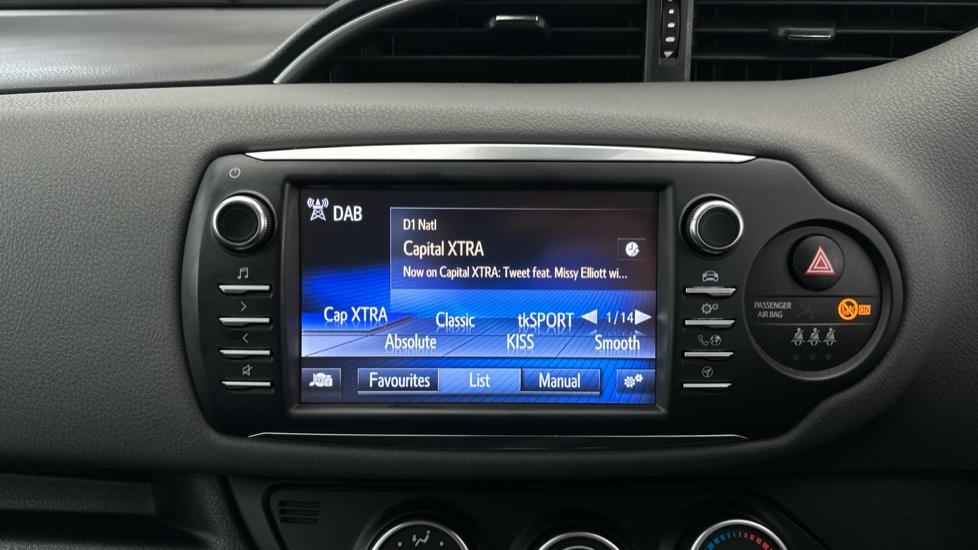 DAB
D1 Natl
Capital XTRA
Now on Capital XTRA: Tweet feat. Missy Elliott wi...
Cap XTRA
Classic
tkSPORT
1/14
Absolute
KISS
Smooth
Favourites
List
Manual
PASSENGER
AIR BAG
ON